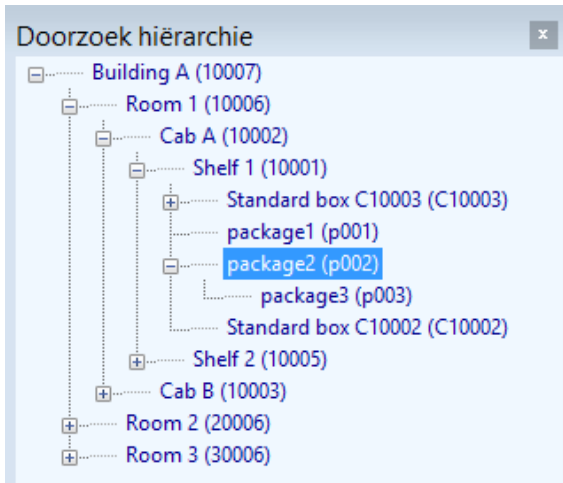 Doorzoek hiërarchie
Building A (10007)
Room 1 (10006)
Cab A (10002)
Shelf 1 (10001)
Standard box C10003 (C10003)
package1 (p001)
package2 (p002)
package3 (p003)
Standard box C10002 (C10002)
Shelf 2 (10005)
Cab B (10003)
Room 2 (20006)
Room 3 (30006)